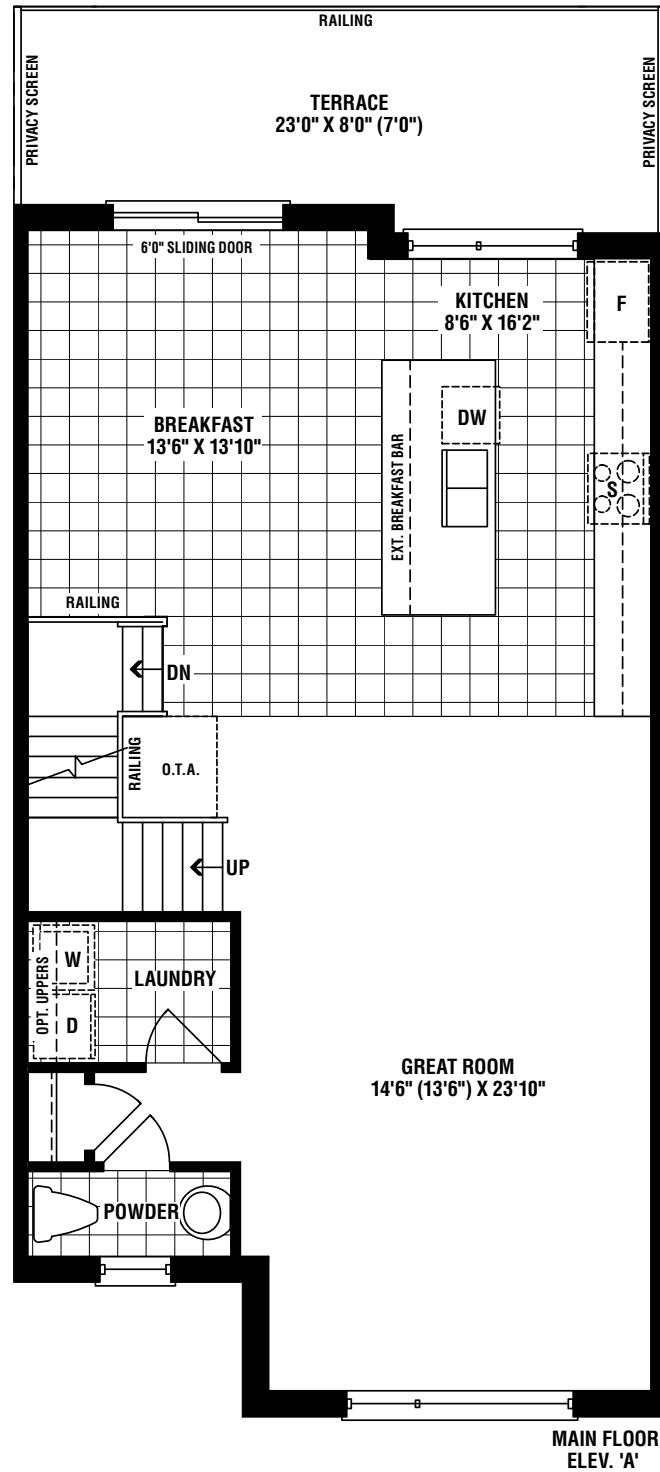 RAILING
PRIVACY SCREEN
PRIVACY SCREEN
TERRACE
23'0" X 8'0" (7'0")
6'0" SLIDING DOOR
KITCHEN
8'6" X 16'2"
F
BREAKFAST
13'6" X 13'10"
DW
EXT. BREAKFAST BAR
S
RAILING
DN
RAILING
O.T.A.
UP
OPT. UPPERS
W
LAUNDRY
D
GREAT ROOM
14'6" (13'6") X 23'10"
POWDER
MAIN FLOOR
ELEV. 'A'